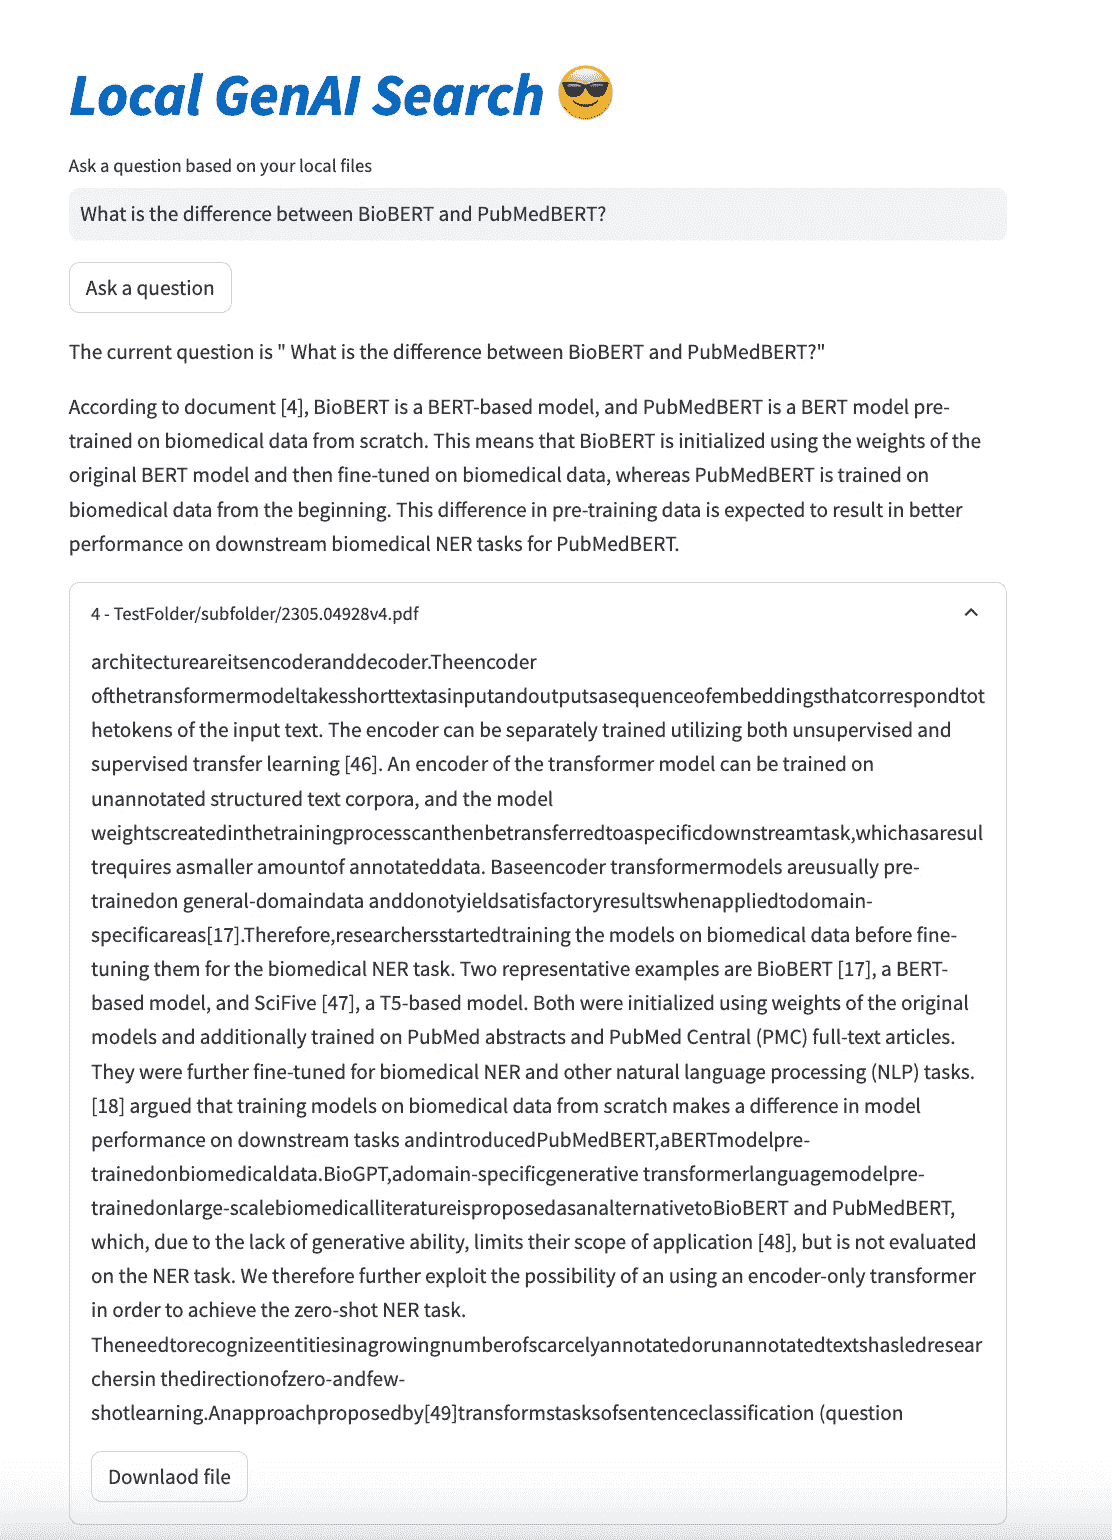 Local GenAI Search 😎
Ask a question based on your local files
What is the difference between BioBERT and PubMedBERT?
Ask a question
The current question is " What is the difference between BioBERT and PubMedBERT?"
According to document [4], BioBERT is a BERT-based model, and PubMedBERT is a BERT model pre-
trained on biomedical data from scratch. This means that BioBERT is initialized using the weights of the
original BERT model and then fine-tuned on biomedical data, whereas PubMedBERT is trained on
biomedical data from the beginning. This difference in pre-training data is expected to result in better
performance on downstream biomedical NER tasks for PubMedBERT.
4 - TestFolder/subfolder/2305.04928v4.pdf
architectureareitsencoderanddecoder.Theencoder
ofthetransformermodeltakesshorttextasinputandoutputsasequenceofembeddingsthatcorrespondtot
hetokens of the input text. The encoder can be separately trained utilizing both unsupervised and
supervised transfer learning [46]. An encoder of the transformer model can be trained on
unannotated structured text corpora, and the model
weightscreatedinthetrainingprocesscanthenbetransferredtoaspecificdownstreamtask,whichasaresul
trequires asmaller amountof annotateddata. Baseencoder transformermodels areusually pre-
trainedon general-domaindata anddonotyieldsatisfactoryresultswhenappliedtodomain-
specificareas[17].Therefore,researchersstartedtraining the models on biomedical data before fine-
tuning them for the biomedical NER task. Two representative examples are BioBERT [17], a BERT-
based model, and SciFive [47], a T5-based model. Both were initialized using weights of the original
models and additionally trained on PubMed abstracts and PubMed Central (PMC) full-text articles.
They were further fine-tuned for biomedical NER and other natural language processing (NLP) tasks.
[18] argued that training models on biomedical data from scratch makes a difference in model
performance on downstream tasks andintroducedPubMedBERT,aBERTmodelpre-
trainedonbiomedicaldata.BioGPT,adomain-specificgenerative transformerlanguagemodelpre-
trainedonlarge-scalebiomedicalliteratureisproposedasanalternativetoBioBERT and PubMedBERT,
which, due to the lack of generative ability, limits their scope of application [48], but is not evaluated
on the NER task. We therefore further exploit the possibility of an using an encoder-only transformer
in order to achieve the zero-shot NER task.
Theneedtorecognizeentitiesinagrowingnumberofscarcelyannotatedorunannotatedtextshasledresear
chersin thedirectionofzero-andfew-
shotlearning.Anapproachproposedby[49]transformstasksofsentenceclassification (question
Downlaod file